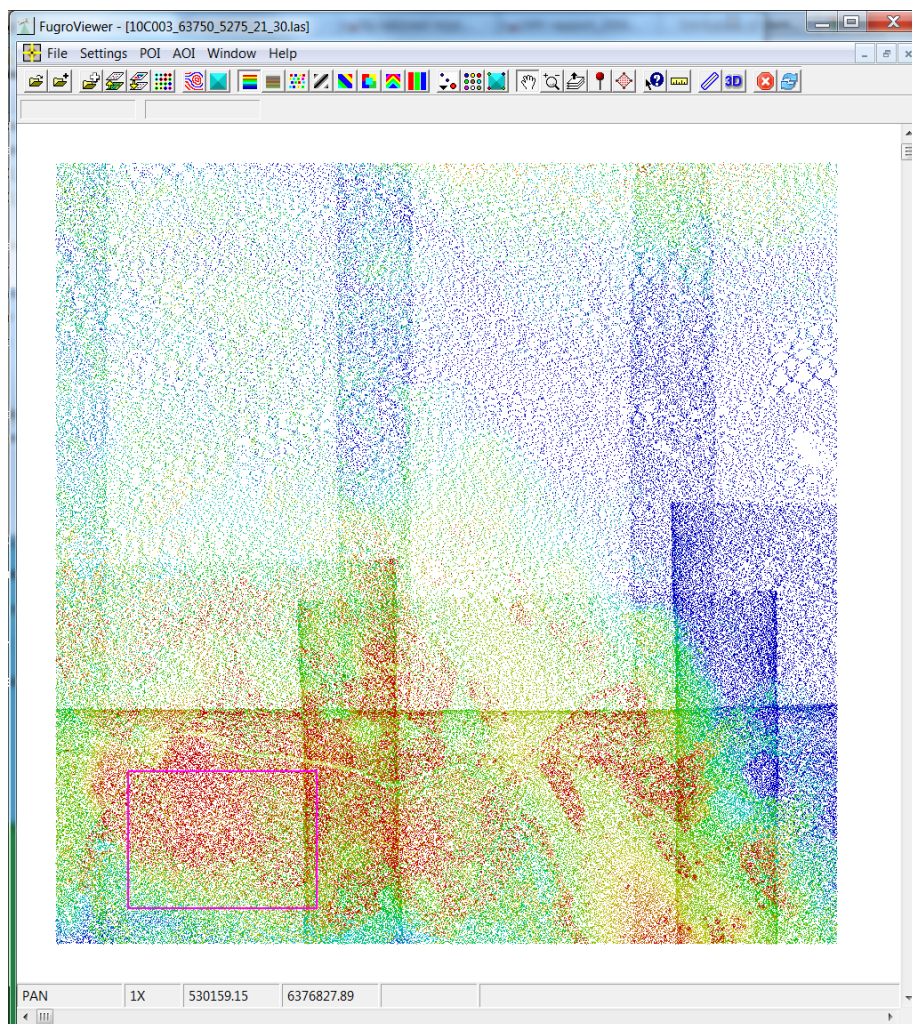 FugroViewer - [10C003_63750_5275_21_30.las]
File Settings POI AOI Window Help
3D
PAN 1X 530159.15 6376827.89